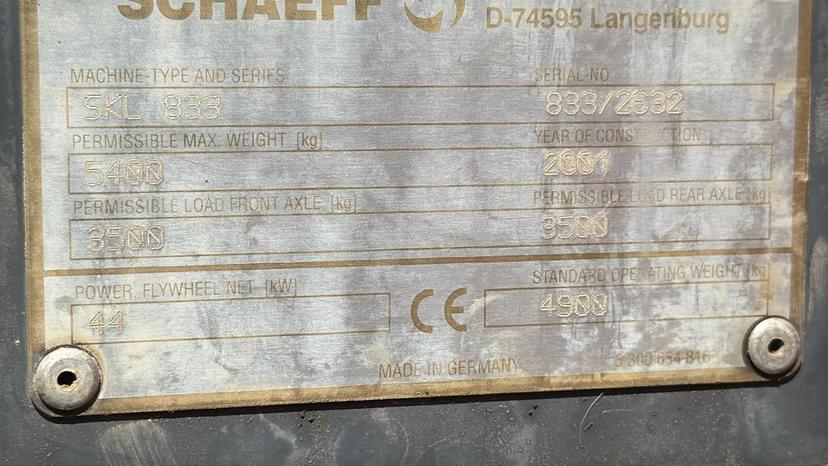 SCHAEFF D-74595 Langenburg
MACHINE-TYPE AND SERIES SERIAL-NO
SKL 833 833/2632
PERMISSIBLE MAX. WEIGHT [kg] YEAR OF CONSTRUCTION
5400 2001
PERMISSIBLE LOAD FRONT AXLE [kg] PERMISSIBLE LOAD REAR AXLE [kg]
3500 3500
POWER, FLYWHEEL NET [kW] CE STANDARD OPERATING WEIGHT [kg]
44 4900
MADE IN GERMANY 5 300 654 816